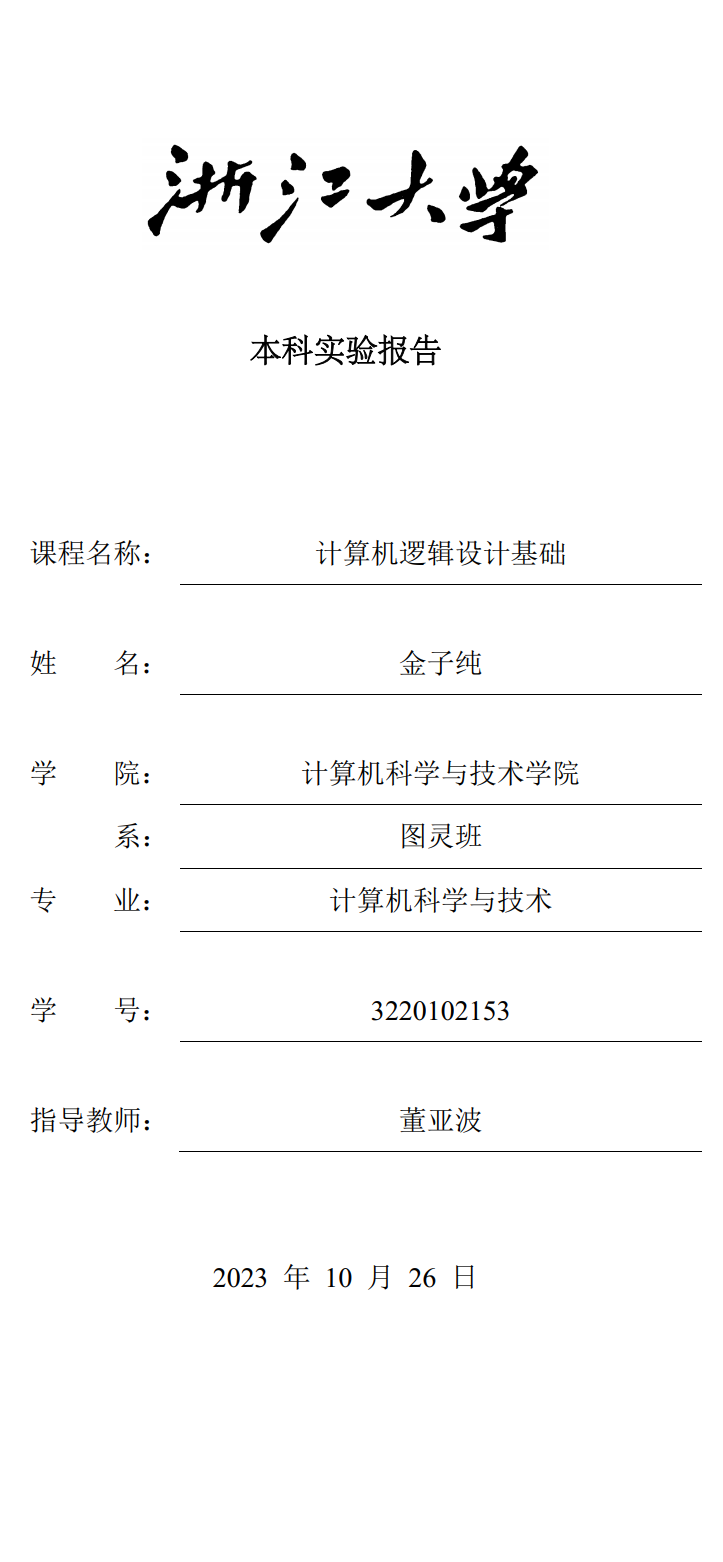 浙江大学
本科实验报告
课程名称： 计算机逻辑设计基础
姓 名： 金子纯
学 院： 计算机科学与技术学院
系： 图灵班
专 业： 计算机科学与技术
学 号： 3220102153
指导教师： 董亚波
2023 年 10 月 26 日